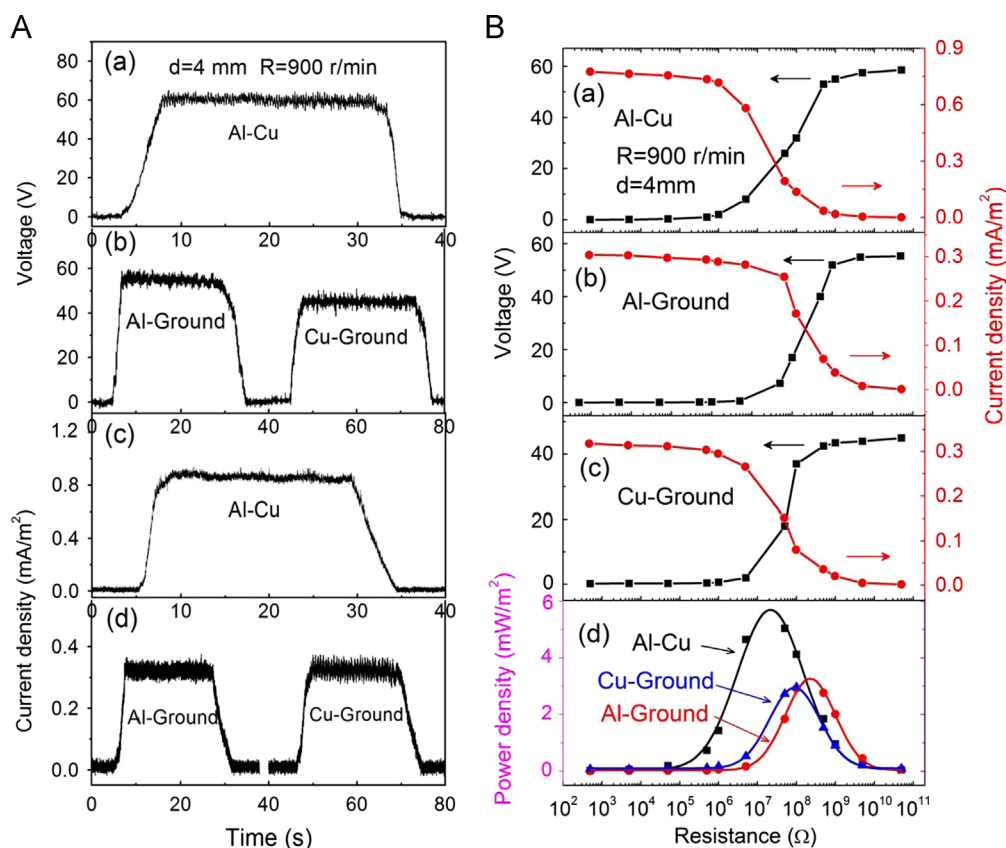 A
(a)
d=4 mm R=900 r/min
Al-Cu
80
60
40
20
0
0 10 20 30 40
Voltage (V)
(b)
Al-Ground
Cu-Ground
80
60
40
20
0
0 20 40 60 80
(c)
Al-Cu
1.2
0.8
0.4
0.0
0 10 20 30 40
Current density (mA/m²)
(d)
Al-Ground
Cu-Ground
0.4
0.2
0.0
0 20 40 60 80
Time (s)
B
(a)
Al-Cu
R=900 r/min
d=4mm
60
40
20
0
0.9
0.6
0.3
0.0
(b)
Al-Ground
60
40
20
0
0.3
0.2
0.1
0.0
Voltage (V)
Current density (mA/m²)
(c)
Cu-Ground
40
20
0
0.3
0.2
0.1
0.0
(d)
Al-Cu
Cu-Ground
Al-Ground
6
4
2
0
Power density (mW/m²)
10² 10³ 10⁴ 10⁵ 10⁶ 10⁷ 10⁸ 10⁹ 10¹⁰ 10¹¹
Resistance (Ω)